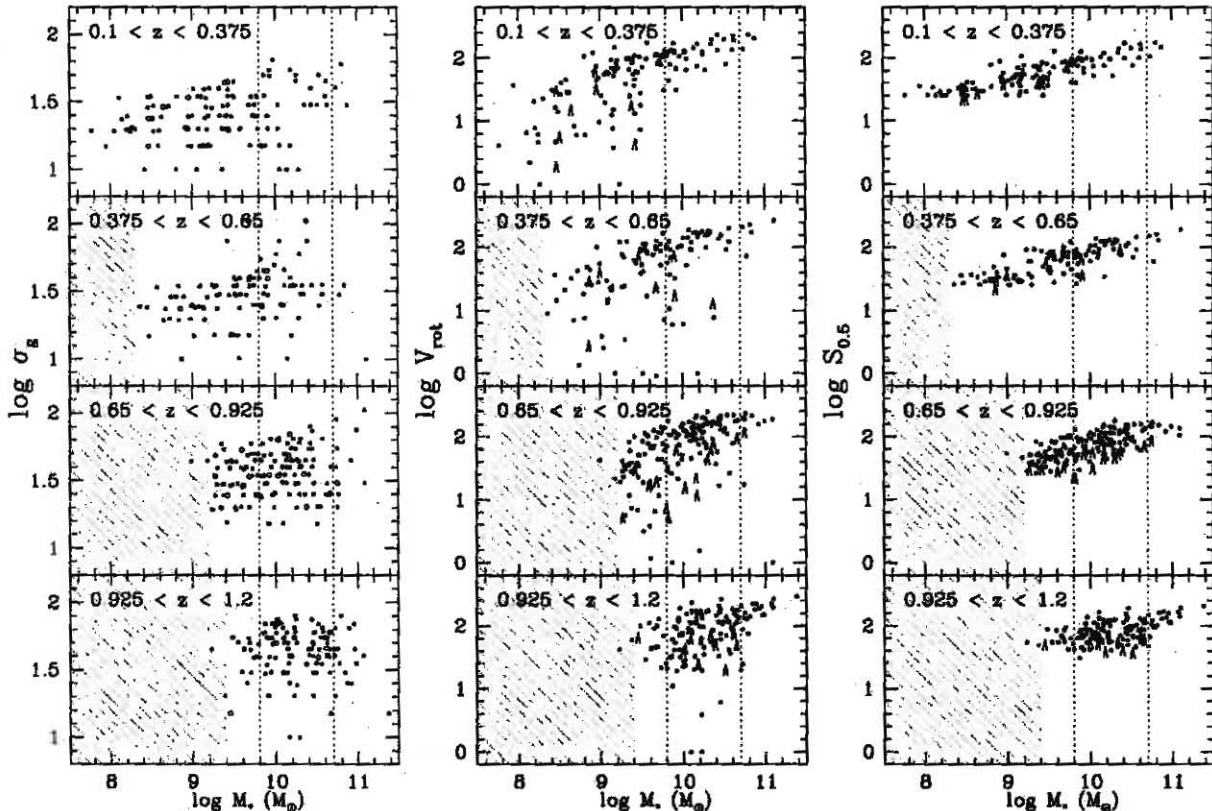 0.1 < z < 0.375
0.375 < z < 0.65
0.65 < z < 0.925
0.925 < z < 1.2
2
1.5
1
2
1.5
1
2
1.5
1
2
1.5
1
log σg
8 9 10 11
log M* (M⊙)
0.1 < z < 0.375
0.375 < z < 0.65
0.65 < z < 0.925
0.925 < z < 1.2
2
1
0
2
1
0
2
1
0
2
1
0
log Vrot
8 9 10 11
log M* (M⊙)
0.1 < z < 0.375
0.375 < z < 0.65
0.65 < z < 0.925
0.925 < z < 1.2
2
1
0
2
1
0
2
1
0
2
1
0
log S0.5
8 9 10 11
log M* (M⊙)